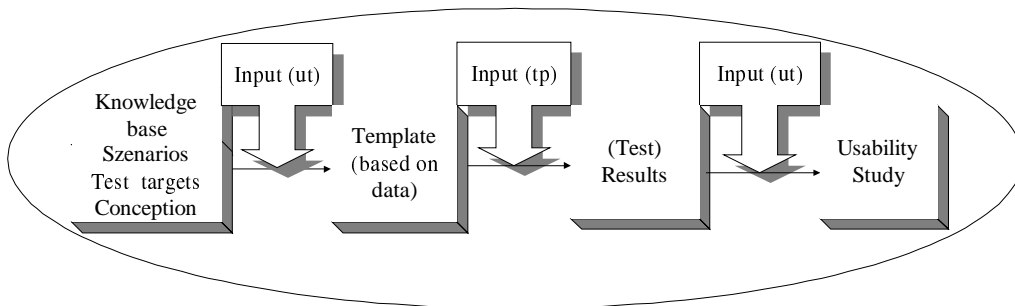 Input (ut)
Input (tp)
Input (ut)
Knowledge
base
Szenarios
Test targets
Conception
Template
(based on
data)
(Test)
Results
Usability
Study